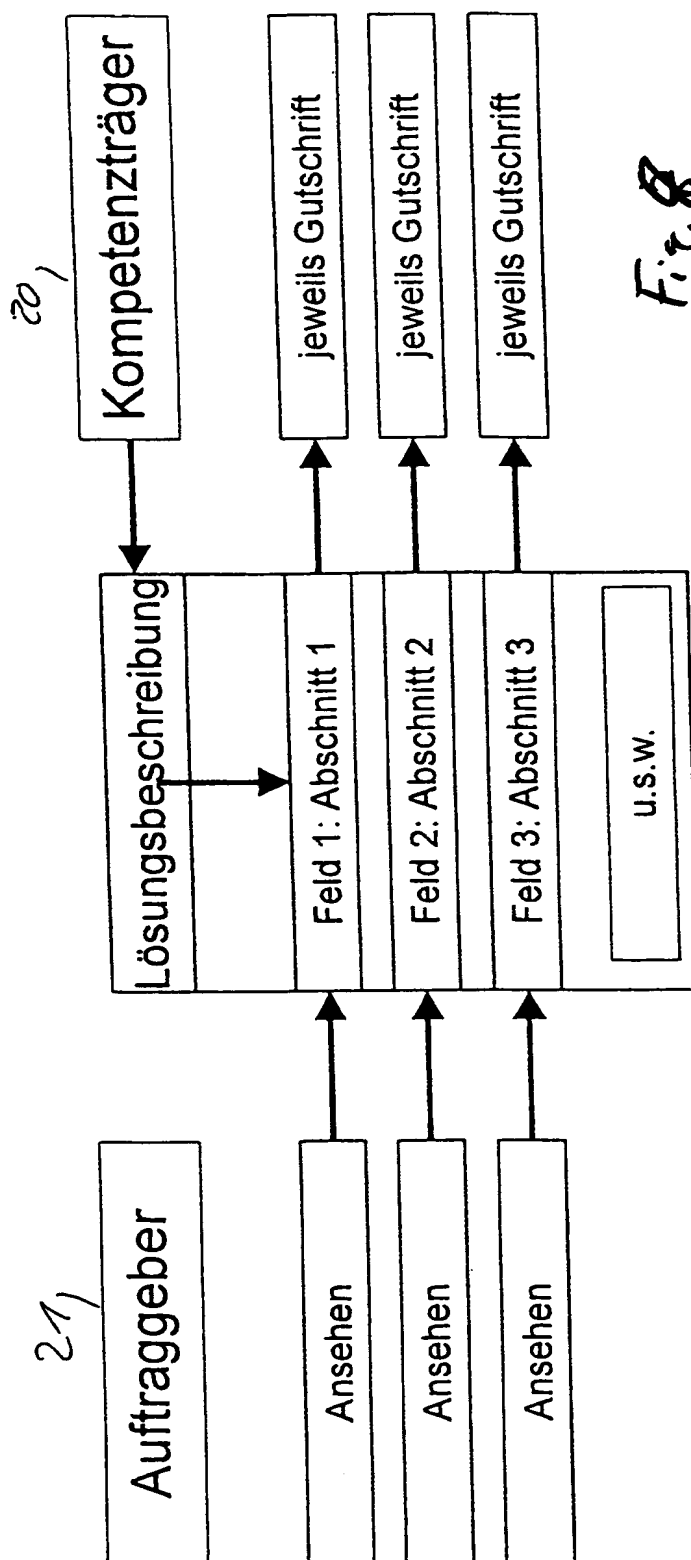 21,
20,
Auftraggeber
Lösungsbeschreibung
Kompetenzträger
Ansehen
Feld 1: Abschnitt 1
jeweils Gutschrift
Ansehen
Feld 2: Abschnitt 2
jeweils Gutschrift
Ansehen
Feld 3: Abschnitt 3
jeweils Gutschrift
u.s.w.
Fig.